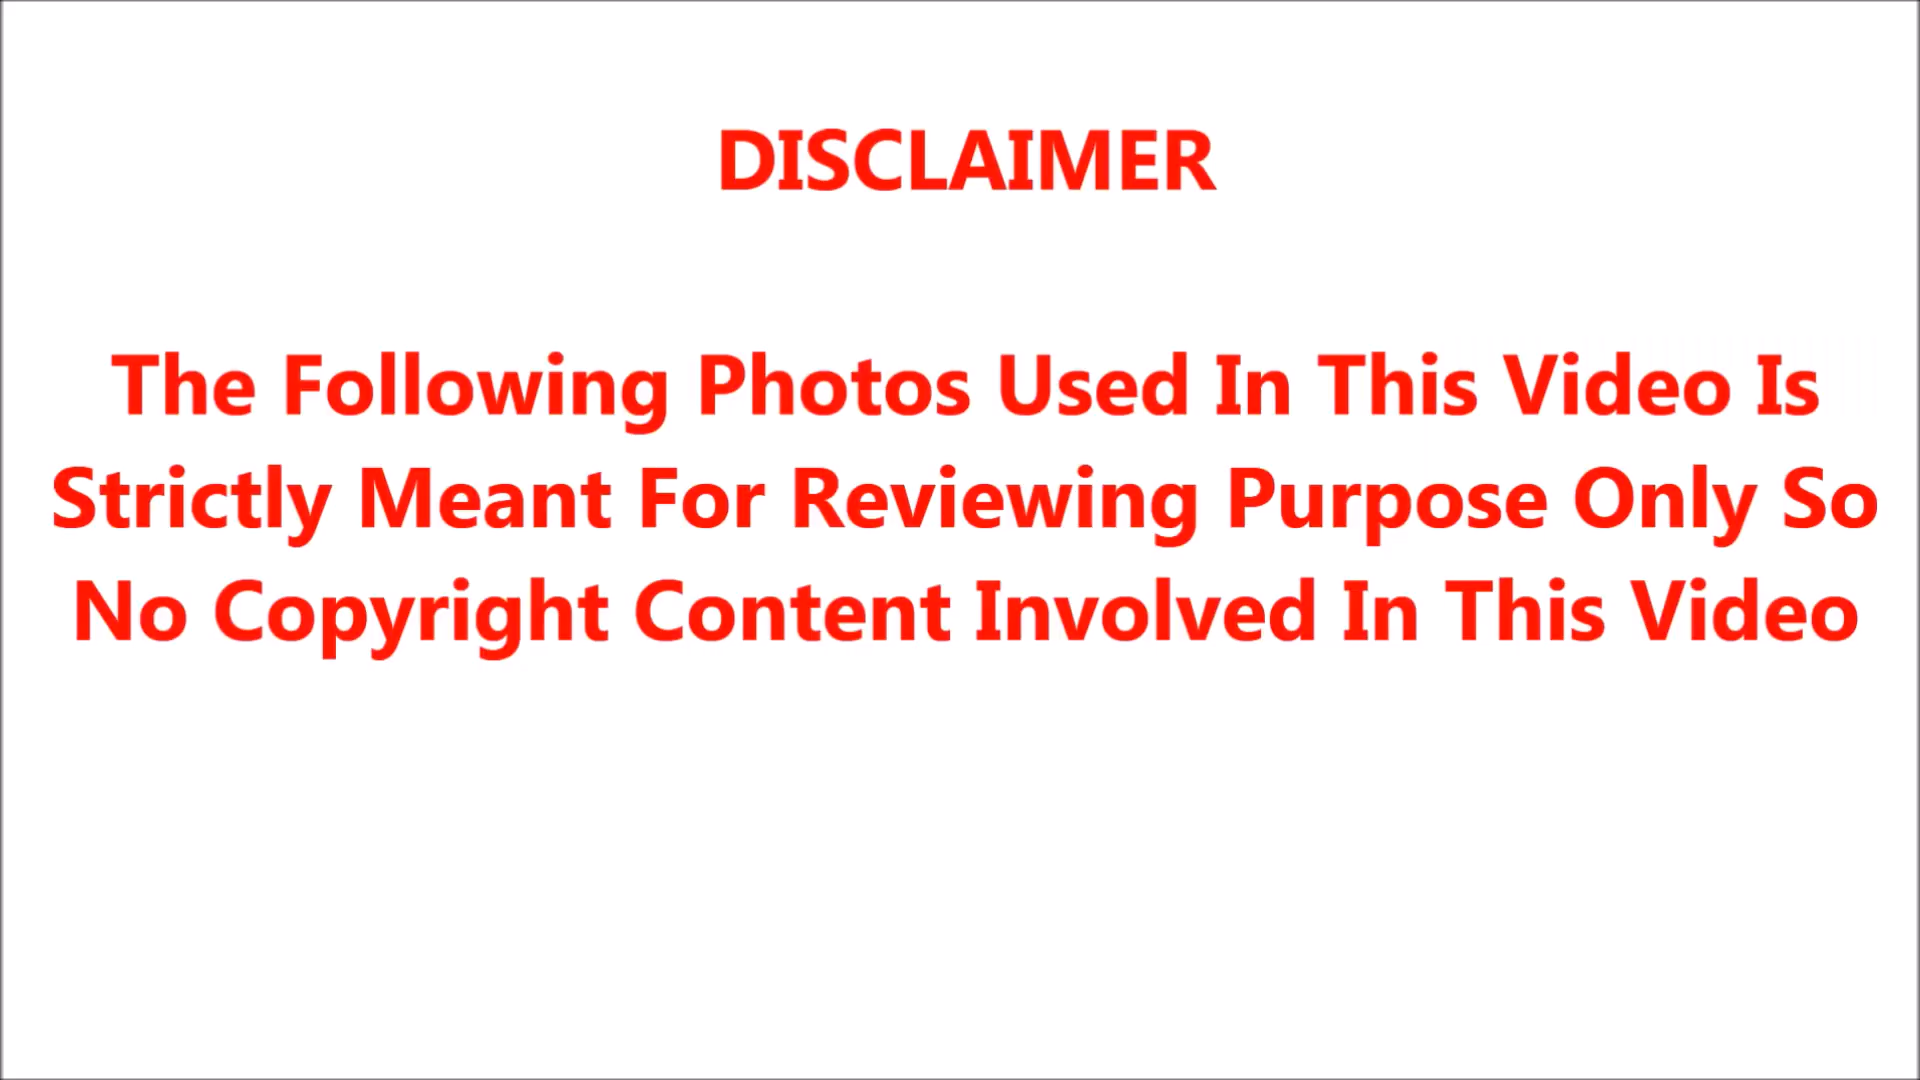 DISCLAIMER
The Following Photos Used In This Video Is
Strictly Meant For Reviewing Purpose Only So
No Copyright Content Involved In This Video